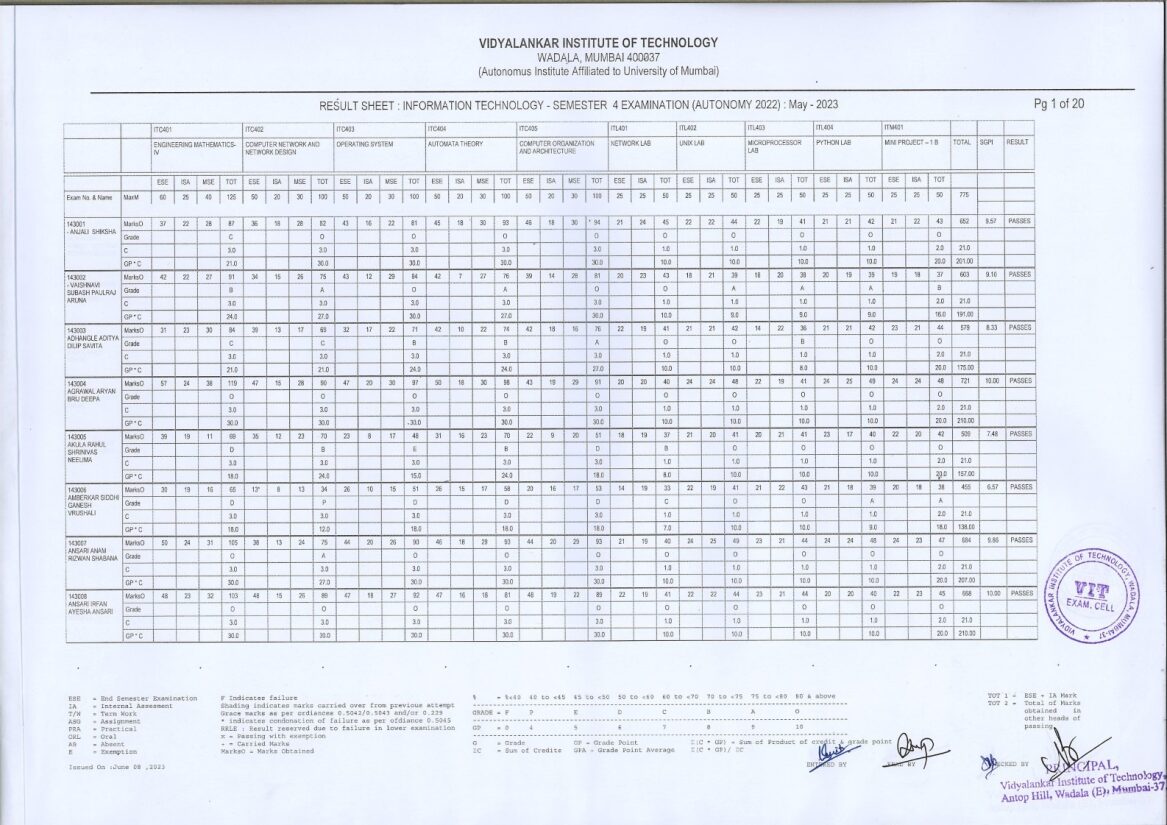 VIDYALANKAR INSTITUTE OF TECHNOLOGY
WADALA, MUMBAI 400037
(Autonomus Institute Affiliated to University of Mumbai)
RESULT SHEET : INFORMATION TECHNOLOGY - SEMESTER 4 EXAMINATION (AUTONOMY 2022) : May - 2023 Pg 1 of 20
ITC401 ITC402 ITC403 ITC404 ITC405 ITL401 ITL402 ITL403 ITL404 ITM401
ENGINEERING MATHEMATICS- COMPUTER NETWORK AND OPERATING SYSTEM AUTOMATA THEORY COMPUTER ORGANIZATION NETWORK LAB UNIX LAB MICROPROCESSOR PYTHON LAB MINI PROJECT – 1 B TOTAL SGPI RESULT
IV NETWORK DESIGN AND ARCHITECTURE LAB
ESE ISA MSE TOT ESE ISA MSE TOT ESE ISA MSE TOT ESE ISA MSE TOT ESE ISA MSE TOT ESE ISA TOT ESE ISA TOT ESE ISA TOT ESE ISA TOT ESE ISA TOT
Exam No. & Name MarM 60 25 40 125 50 20 30 100 50 20 30 100 50 20 30 100 50 20 30 100 25 25 50 25 25 50 25 25 50 25 25 50 25 25 50 775
143001 MarksO 37 22 28 87 36 18 28 82 43 16 22 81 45 18 30 93 46 18 30 * 94 21 24 45 22 22 44 22 19 41 21 21 42 21 22 43 652 9.57 PASSES
- ANJALI SHIKSHA
Grade C O O O O O O O O O
C 3.0 3.0 3.0 3.0 3.0 1.0 1.0 1.0 1.0 2.0 21.0
GP * C 21.0 30.0 30.0 30.0 30.0 10.0 10.0 10.0 10.0 20.0 201.00
143002 MarksO 42 22 27 91 34 15 26 75 43 12 29 84 42 7 27 76 39 14 28 81 20 23 43 18 21 39 18 20 38 20 19 39 19 18 37 603 9.10 PASSES
- VAISHNAVI
SUBASH PAULRAJ
ARUNA
Grade B A O A O O A A A B
C 3.0 3.0 3.0 3.0 3.0 1.0 1.0 1.0 1.0 2.0 21.0
GP * C 24.0 27.0 30.0 27.0 30.0 10.0 9.0 9.0 9.0 16.0 191.00
143003 MarksO 31 23 30 84 39 13 17 69 32 17 22 71 42 10 22 74 42 18 16 76 22 19 41 21 21 42 14 22 36 21 21 42 23 21 44 579 8.33 PASSES
ADHANGLE ADITYA
DILIP SAVITA
Grade C C B B A O O B O O
C 3.0 3.0 3.0 3.0 3.0 1.0 1.0 1.0 1.0 2.0 21.0
GP * C 21.0 21.0 24.0 24.0 27.0 10.0 10.0 8.0 10.0 20.0 175.00
143004 MarksO 57 24 38 119 47 15 28 90 47 20 30 97 50 18 30 98 43 19 29 91 20 20 40 24 24 48 22 19 41 24 25 49 24 24 48 721 10.00 PASSES
AGRAWAL ARYAN
BRIJ DEEPA
Grade O O O O O O O O O O
C 3.0 3.0 3.0 3.0 3.0 1.0 1.0 1.0 1.0 2.0 21.0
GP * C 30.0 30.0 30.0 30.0 30.0 10.0 10.0 10.0 10.0 20.0 210.00
143005 MarksO 39 19 11 69 35 12 23 70 23 8 17 48 31 16 23 70 22 9 20 51 18 19 37 21 20 41 20 21 41 23 17 40 22 20 42 509 7.48 PASSES
AKULA RAHUL
SHRINIVAS
NEELIMA
Grade D B E B D B O O O O
C 3.0 3.0 3.0 3.0 3.0 1.0 1.0 1.0 1.0 2.0 21.0
GP * C 18.0 24.0 15.0 24.0 18.0 8.0 10.0 10.0 10.0 20.0 157.00
143006 MarksO 30 19 16 65 13* 8 13 34 26 10 15 51 26 15 17 58 20 16 17 53 14 19 33 22 19 41 21 22 43 21 18 39 20 18 38 455 6.57 PASSES
AMBERKAR SIDDHI
GANESH
VRUSHALI
Grade D P D D D C O O A A
C 3.0 3.0 3.0 3.0 3.0 1.0 1.0 1.0 1.0 2.0 21.0
GP * C 18.0 12.0 18.0 18.0 18.0 7.0 10.0 10.0 9.0 18.0 138.00
143007 MarksO 50 24 31 105 38 13 24 75 44 20 26 90 46 18 29 93 44 20 29 93 21 19 40 24 25 49 23 21 44 24 24 48 24 23 47 684 9.86 PASSES
ANSARI ANAM
RIZWAN SHABANA
Grade O A O O O O O O O O
C 3.0 3.0 3.0 3.0 3.0 1.0 1.0 1.0 1.0 2.0 21.0
GP * C 30.0 27.0 30.0 30.0 30.0 10.0 10.0 10.0 10.0 20.0 207.00
143008 MarksO 48 23 32 103 48 15 26 89 47 18 27 92 47 16 18 81 48 19 22 89 22 19 41 22 22 44 23 21 44 20 20 40 22 23 45 668 10.00 PASSES
ANSARI IRFAN
AYESHA ANSARI
Grade O O O O O O O O O O
C 3.0 3.0 3.0 3.0 3.0 1.0 1.0 1.0 1.0 2.0 21.0
GP * C 30.0 30.0 30.0 30.0 30.0 10.0 10.0 10.0 10.0 20.0 210.00
VIDYALANKAR INSTITUTE OF TECHNOLOGY, WADALA, MUMBAI-37
VIT
EXAM. CELL
ESE = End Semester Examination F Indicates failure % = %<40 40 to <45 45 to <50 50 to <60 60 to <70 70 to <75 75 to <80 80 & above TOT 1 = ESE + IA Mark
IA = Internal Assesment Shading indicates marks carried over from previous attempt TOT 2 = Total of Marks
T/W = Term Work Grace marks as per ordiances 0.5042/0.5043 and/or 0.229 GRADE = F P E D C B A O obtained in
ASG = Assignment * indicates condonation of failure as per ordiance 0.5045 other heads of
PRA = Practical RRLE : Result reserved due to failure in lower examination GP = 0 4 5 6 7 8 9 10 passing
ORL = Oral x = Passing with exemption
AB = Absent - = Carried Marks G = Grade GP = Grade Point Σ(C * GP) = Sum of Product of credit & grade point
E = Exemption MarksO = Marks Obtained ΣC = Sum of Credits GPA = Grade Point Average Σ(C * GP)/ ΣC
Issued On :June 08 ,2023
PRINCIPAL,
Vidyalankar Institute of Technology,
Antop Hill, Wadala (E), Mumbai-37